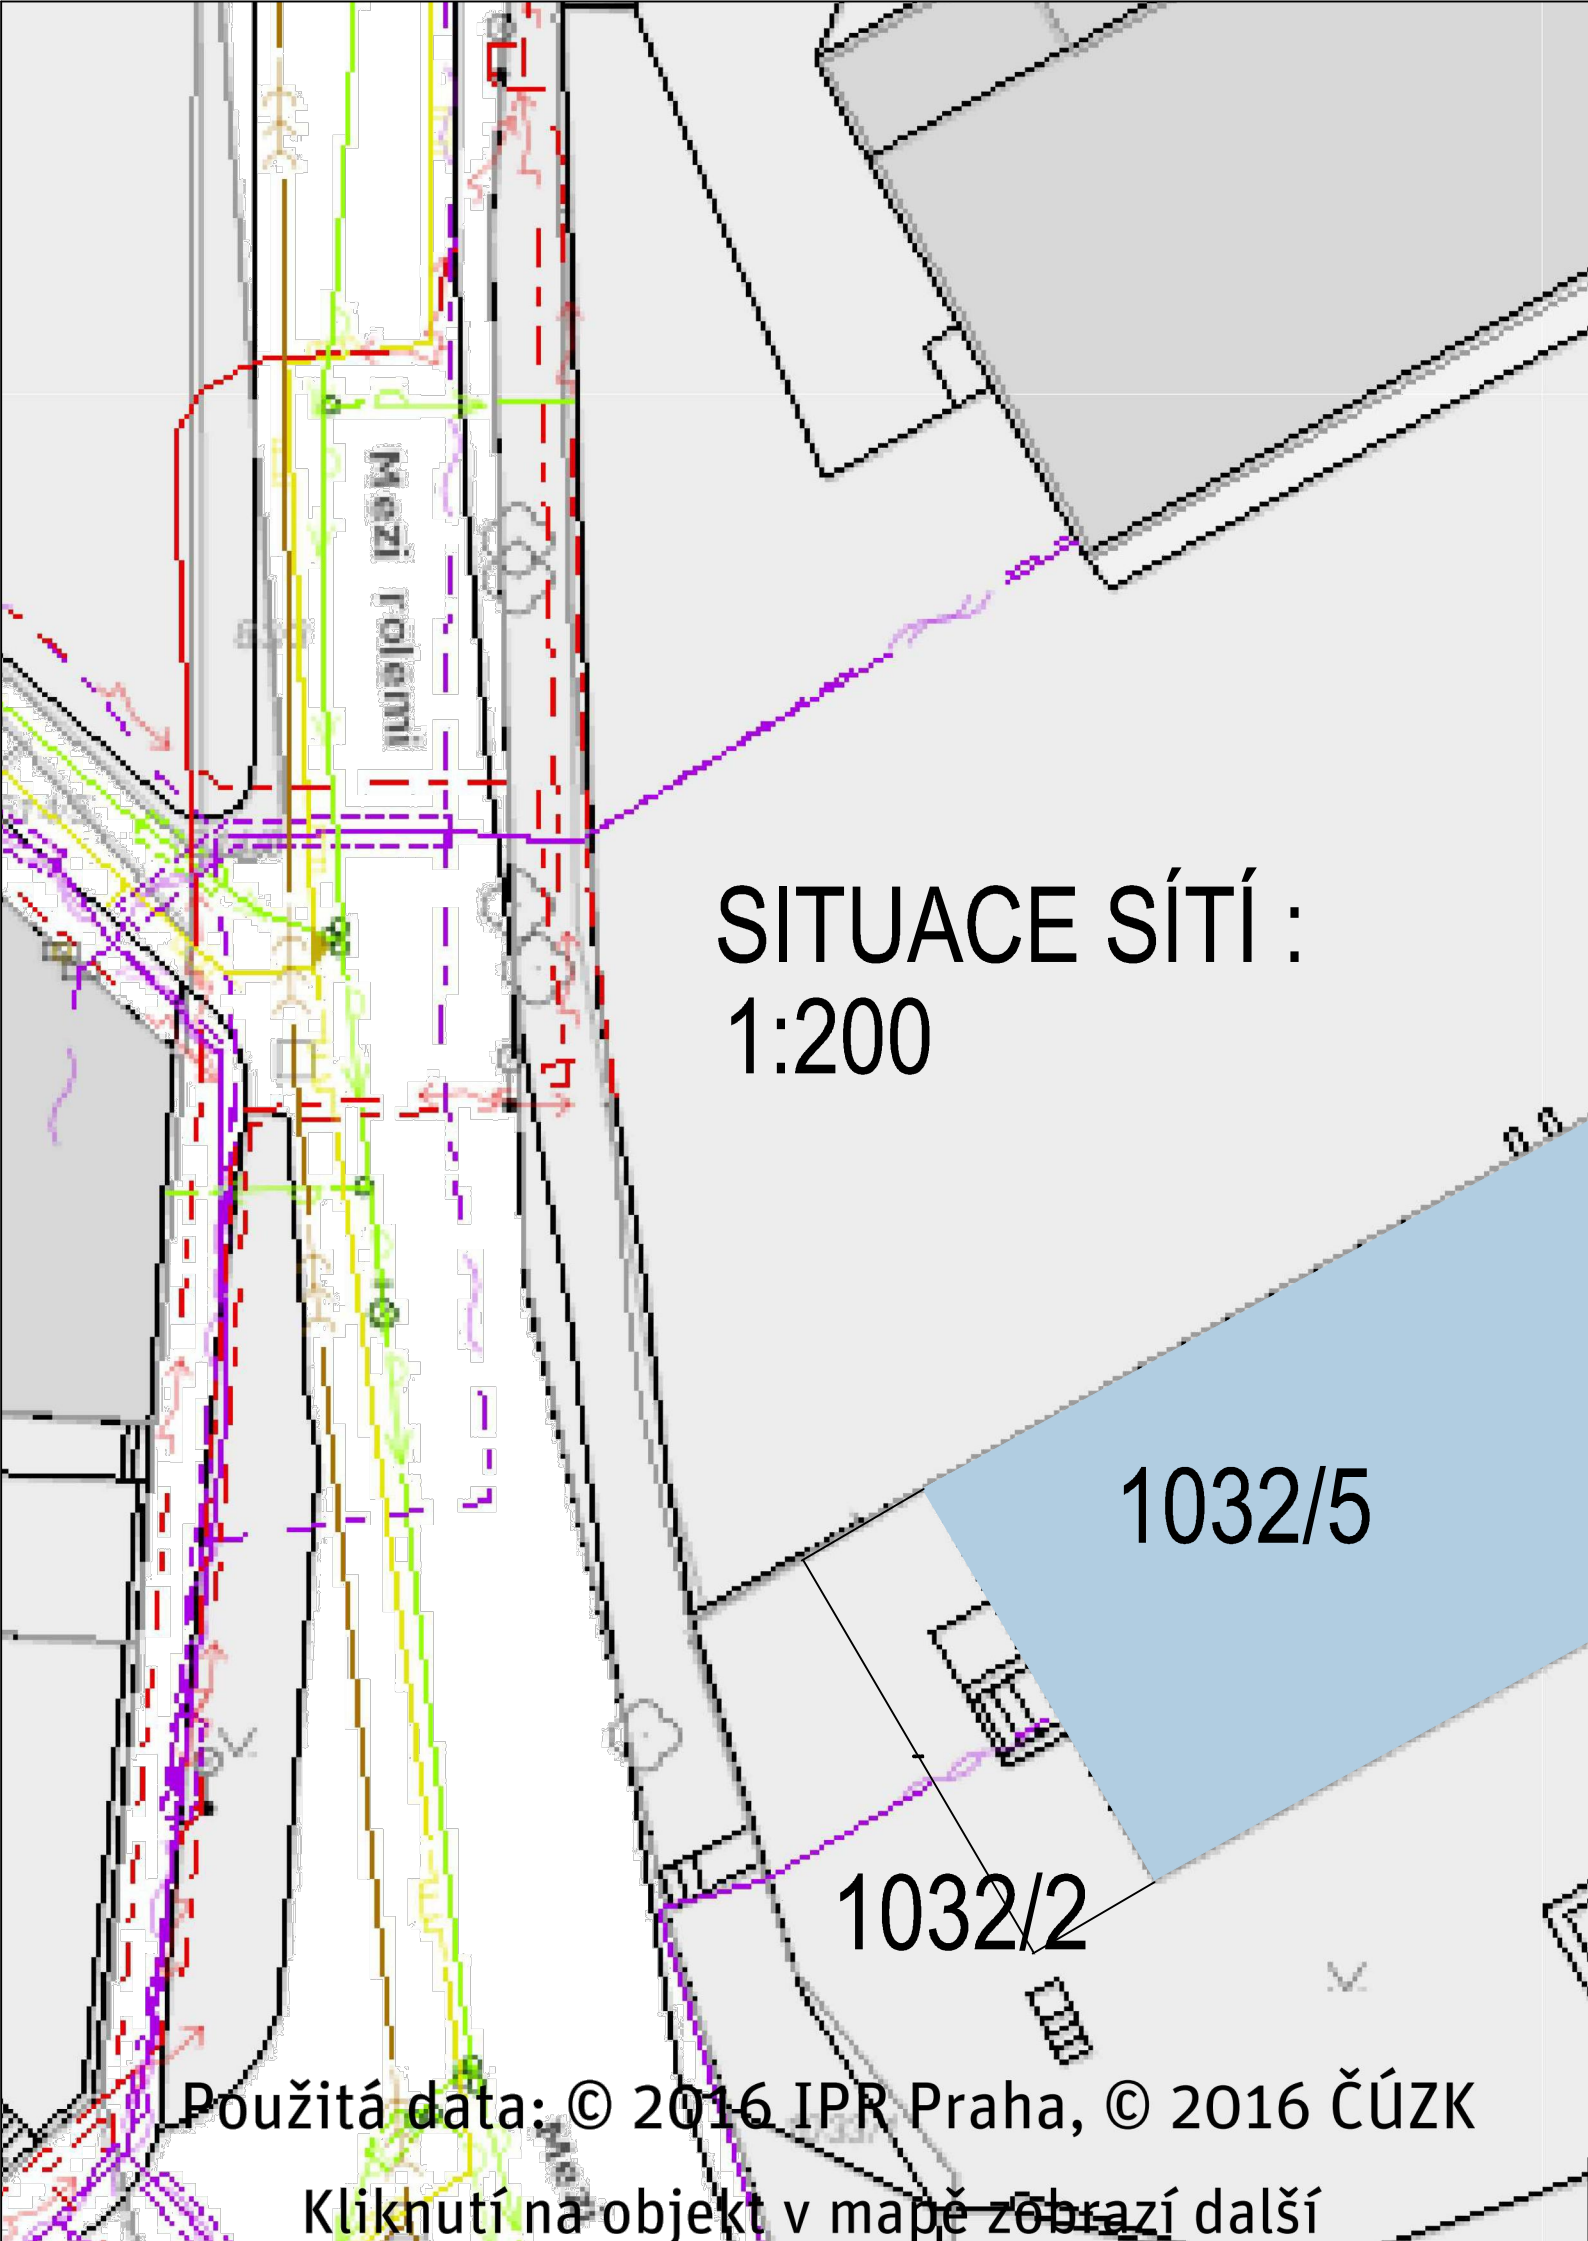 Mezi rolemi
SITUACE SÍTÍ :
1:200
1032/5
1032/2
Použitá data: © 2016 IPR Praha, © 2016 ČÚZK
Mezi
Kliknutí na objekt v mapě zobrazí další